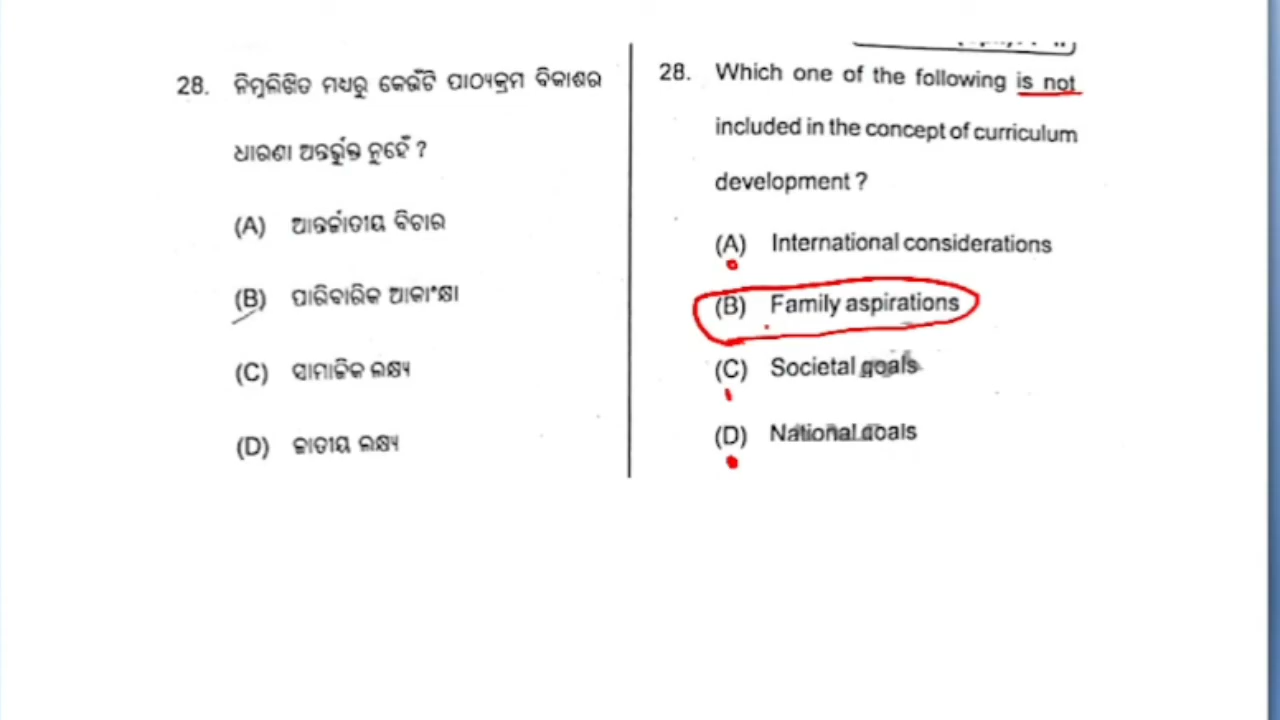 28. ନିମ୍ନଲିଖିତ ମଧ୍ୟରୁ କେଉଁଟି ପାଠ୍ୟକ୍ରମ ବିକାଶର
ଧାରଣା ଅନ୍ତର୍ଭୁକ୍ତ ନୁହେଁ ?
(A) ଆନ୍ତର୍ଜାତୀୟ ବିଚାର
(B) ପାରିବାରିକ ଆକାଂକ୍ଷା
(C) ସାମାଜିକ ଲକ୍ଷ୍ୟ
(D) ଜାତୀୟ ଲକ୍ଷ୍ୟ
28. Which one of the following is not
included in the concept of curriculum
development ?
(A) International considerations
(B) Family aspirations
(C) Societal goals
(D) National goals